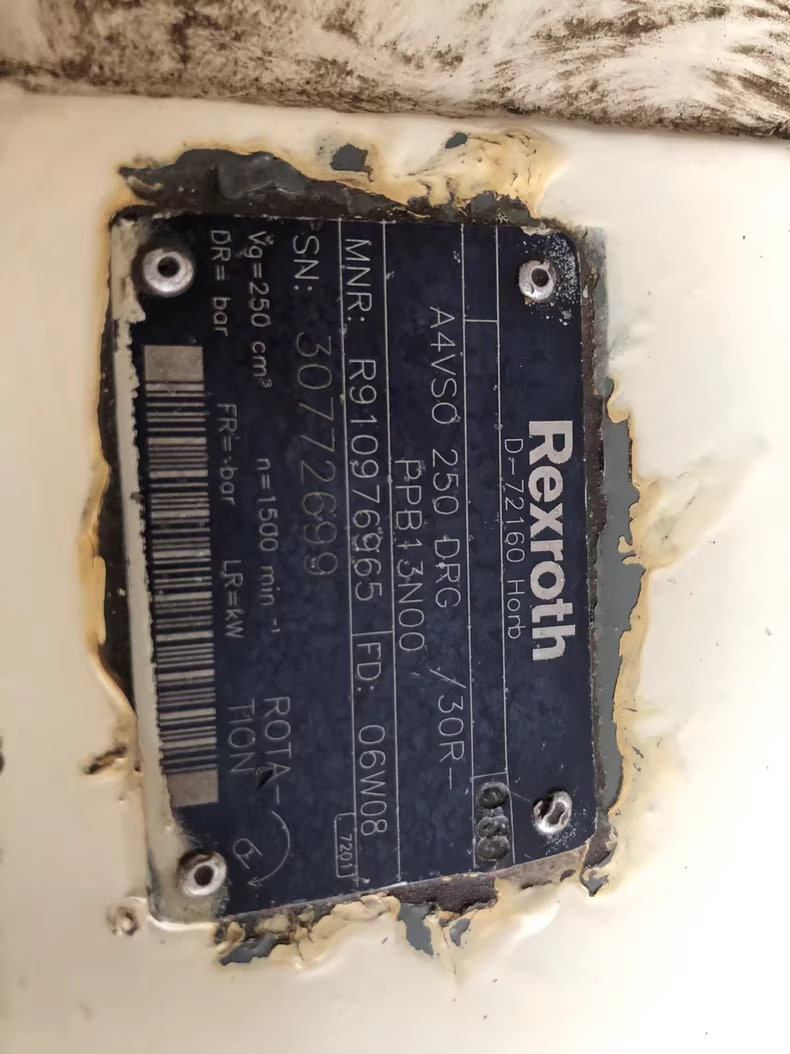 Rexroth
D-72160 Horb
A4VSO 250 DRG /30R-
PPB13N00
MNR: R910976965 FD: 06W08
7201
SN: 30772699
Vg=250 cm³ n=1500 min⁻¹ ROTA-
TION
DR= bar FR= bar LR=kW